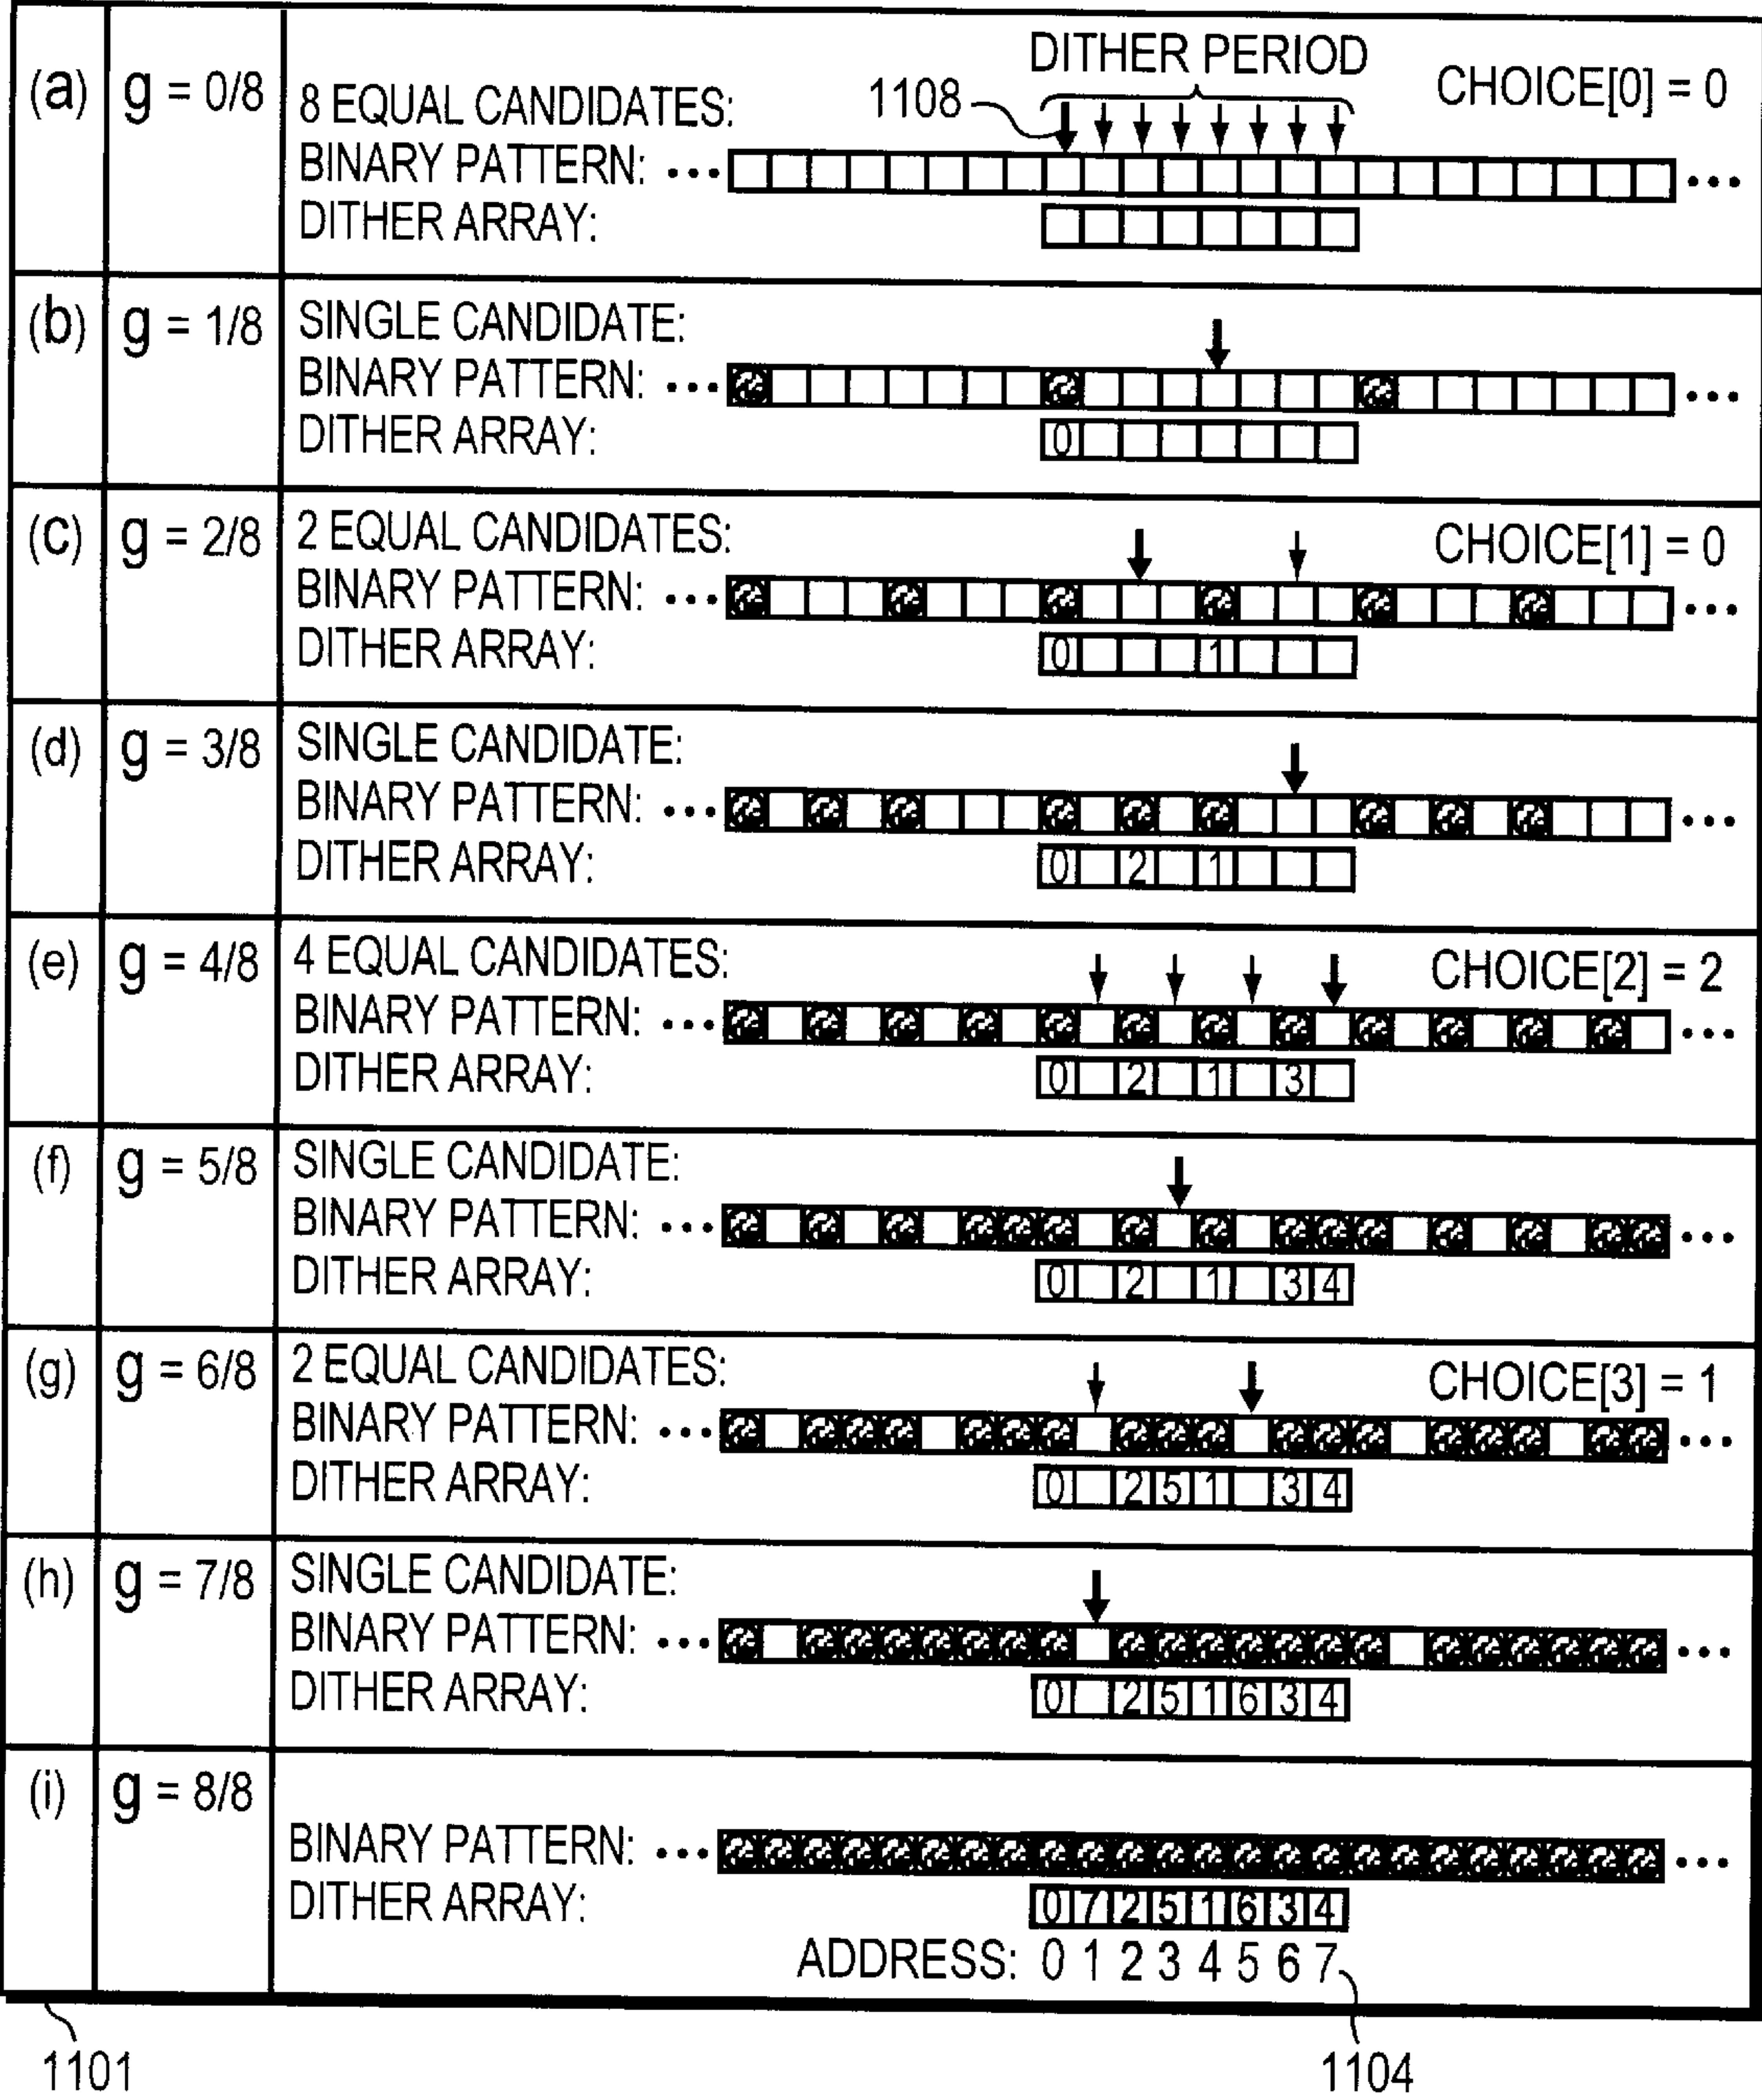 (a) g = 0/8 8 EQUAL CANDIDATES: 1108 DITHER PERIOD CHOICE[0] = 0
BINARY PATTERN: ... ...
DITHER ARRAY:
(b) g = 1/8 SINGLE CANDIDATE:
BINARY PATTERN: ... ...
DITHER ARRAY: 0
(c) g = 2/8 2 EQUAL CANDIDATES: CHOICE[1] = 0
BINARY PATTERN: ... ...
DITHER ARRAY: 0 1
(d) g = 3/8 SINGLE CANDIDATE:
BINARY PATTERN: ... ...
DITHER ARRAY: 0 2 1
(e) g = 4/8 4 EQUAL CANDIDATES: CHOICE[2] = 2
BINARY PATTERN: ... ...
DITHER ARRAY: 0 2 1 3
(f) g = 5/8 SINGLE CANDIDATE:
BINARY PATTERN: ... ...
DITHER ARRAY: 0 2 1 3 4
(g) g = 6/8 2 EQUAL CANDIDATES: CHOICE[3] = 1
BINARY PATTERN: ... ...
DITHER ARRAY: 0 2 5 1 3 4
(h) g = 7/8 SINGLE CANDIDATE:
BINARY PATTERN: ... ...
DITHER ARRAY: 0 2 5 1 6 3 4
(i) g = 8/8
BINARY PATTERN: ... ...
DITHER ARRAY: 0 7 2 5 1 6 3 4
ADDRESS: 0 1 2 3 4 5 6 7
1101 1104